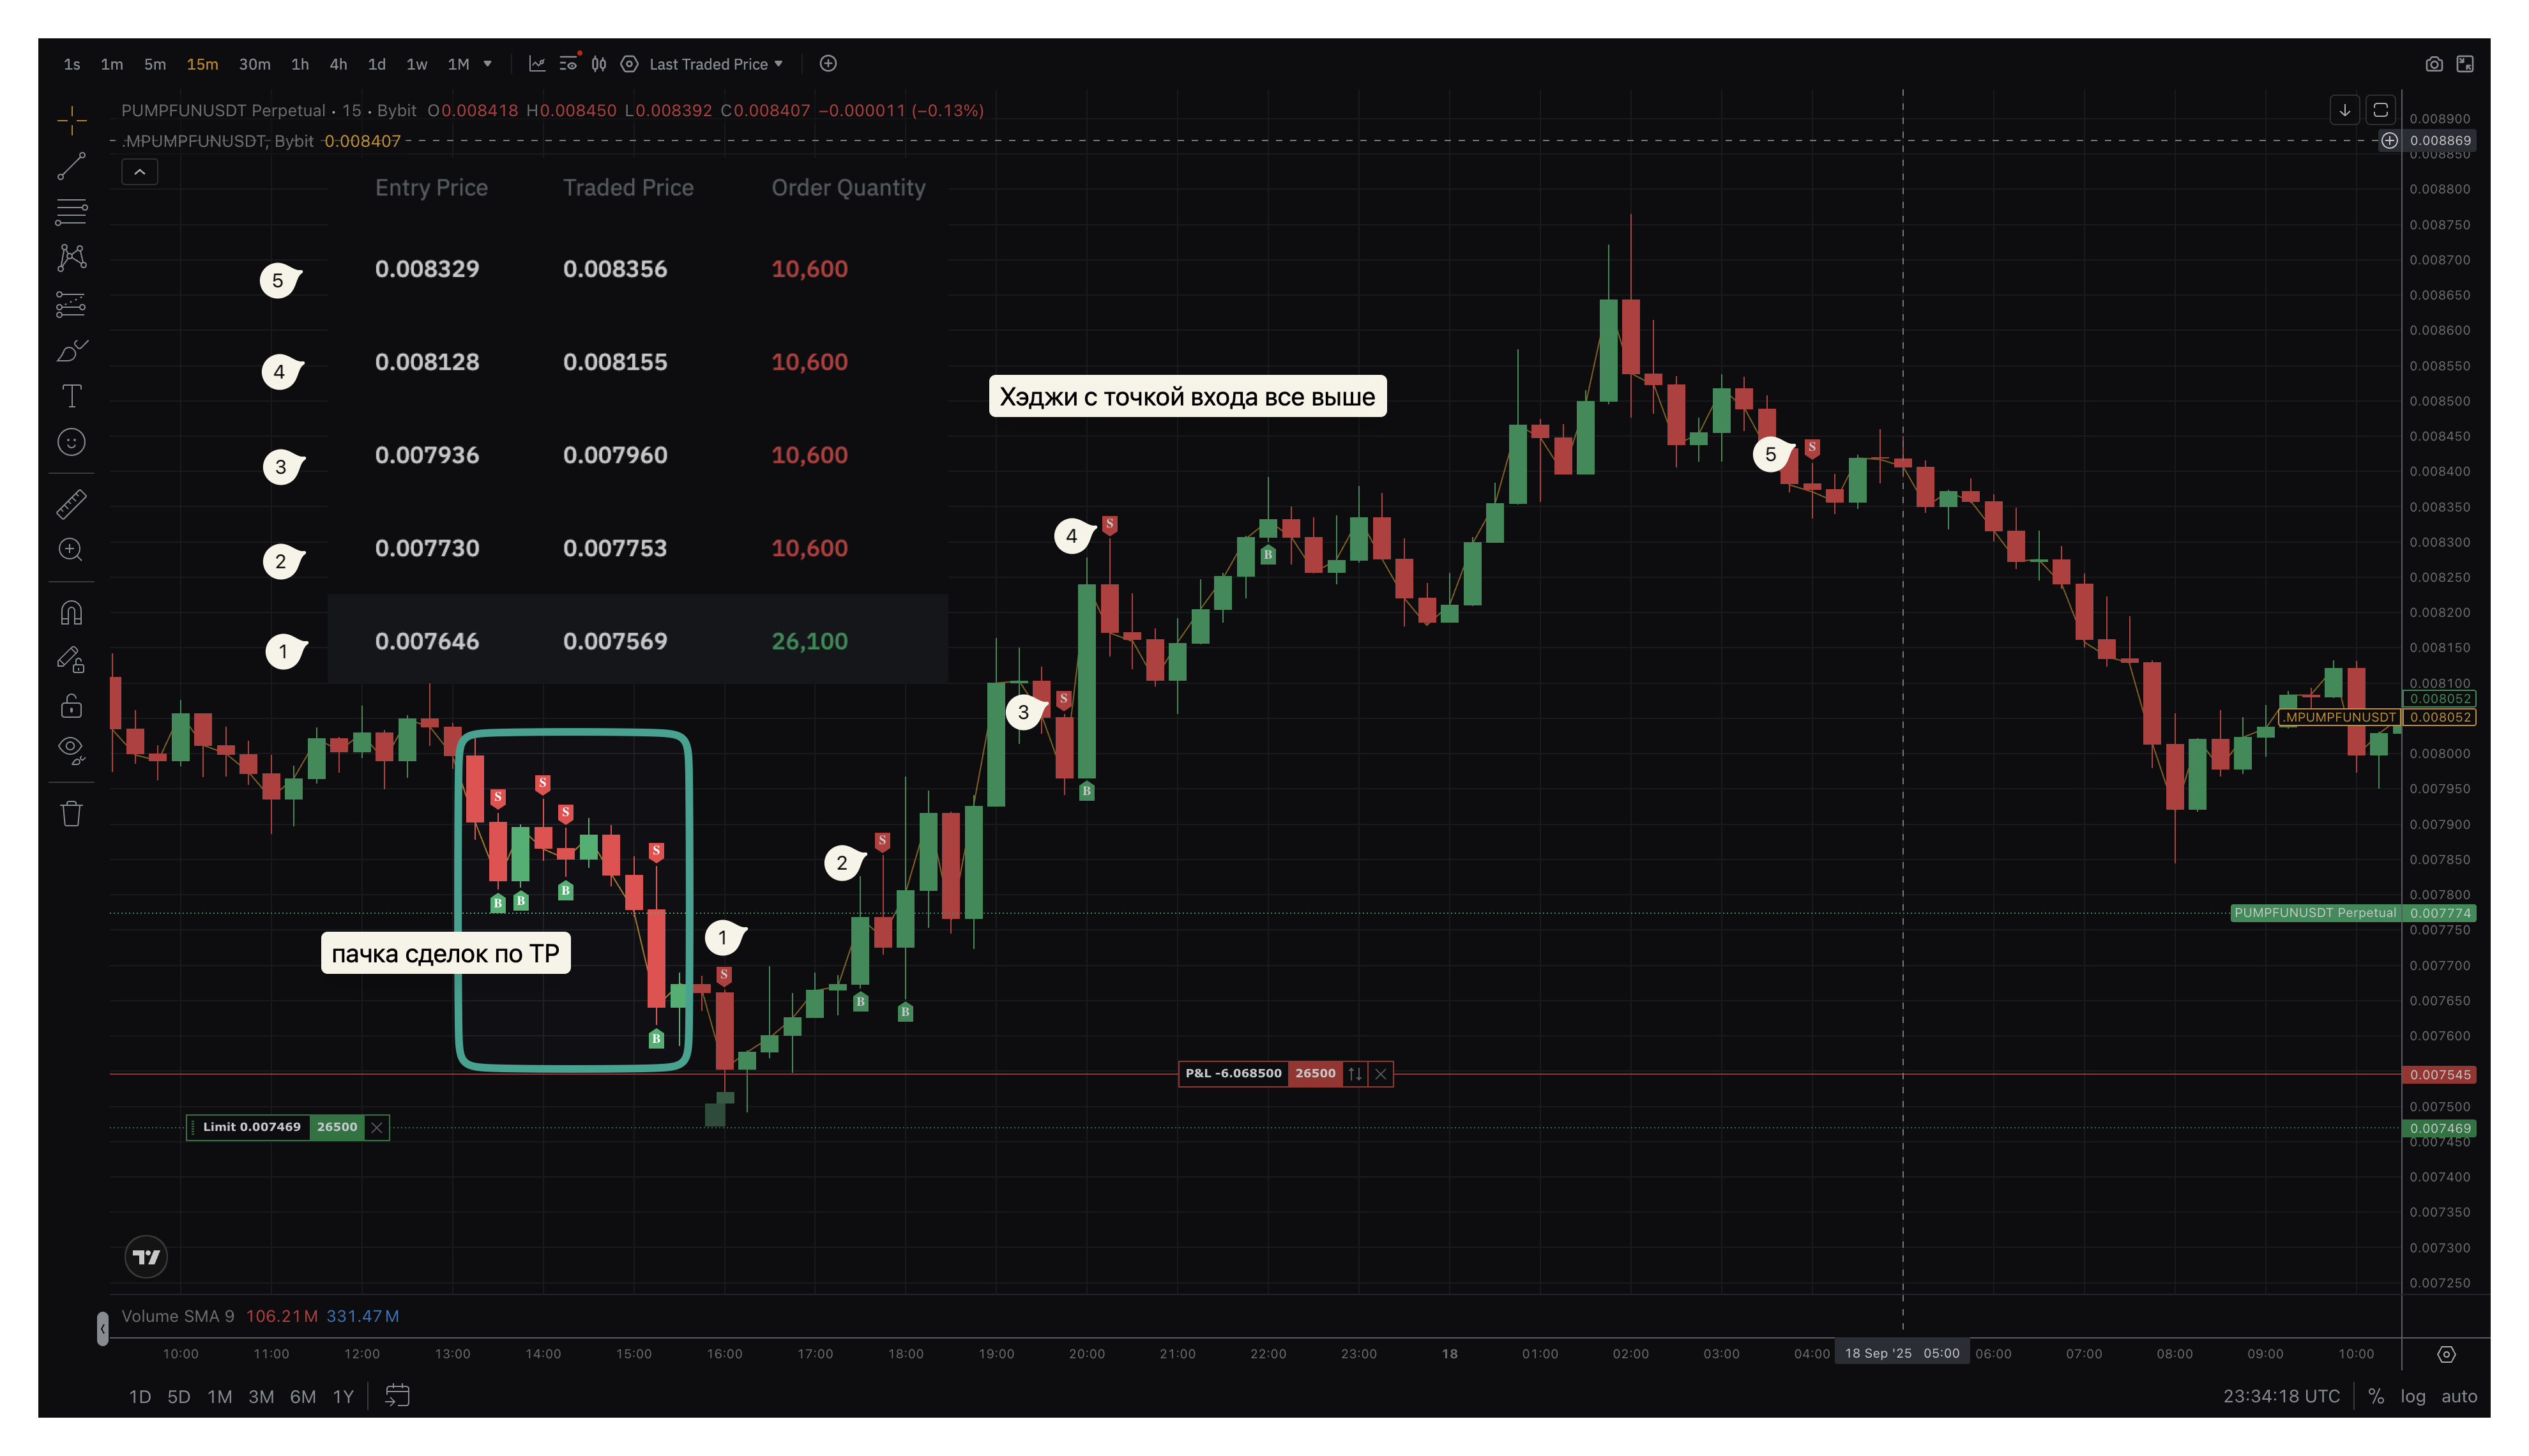 1s 1m 5m 15m 30m 1h 4h 1d 1w 1M Last Traded Price
PUMPFUNUSDT Perpetual · 15 · Bybit O0.008418 H0.008450 L0.008392 C0.008407 −0.000011 (−0.13%)
.MPUMPFUNUSDT, Bybit 0.008407
Entry Price Traded Price Order Quantity
5 0.008329 0.008356 10,600
4 0.008128 0.008155 10,600
3 0.007936 0.007960 10,600
2 0.007730 0.007753 10,600
1 0.007646 0.007569 26,100
Хэджи с точкой входа все выше
5 S
4 S
B
3 S
B
S
S
S
S
B
B
B
B
2 S
B
B
1
S
пачка сделок по ТР
P&L -6.068500 26500
Limit 0.007469 26500
0.008900
0.008869
0.008850
0.008800
0.008750
0.008700
0.008650
0.008600
0.008550
0.008500
0.008450
0.008400
0.008350
0.008300
0.008250
0.008200
0.008150
0.008100
0.008052
.MPUMPFUNUSDT 0.008052
0.008000
0.007950
0.007900
0.007850
0.007800
PUMPFUNUSDT Perpetual 0.007774
0.007750
0.007700
0.007650
0.007600
0.007545
0.007500
0.007469
0.007450
0.007400
0.007350
0.007300
0.007250
Volume SMA 9 106.21M 331.47M
10:00 11:00 12:00 13:00 14:00 15:00 16:00 17:00 18:00 19:00 20:00 21:00 22:00 23:00 18 01:00 02:00 03:00 04:00 18 Sep '25 05:00 06:00 07:00 08:00 09:00 10:00
1D 5D 1M 3M 6M 1Y 23:34:18 UTC % log auto